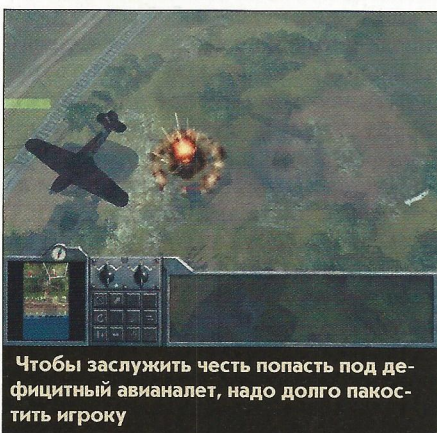 Чтобы заслужить честь попасть под де-
фицитный авианалет, надо долго пакос-
тить игроку